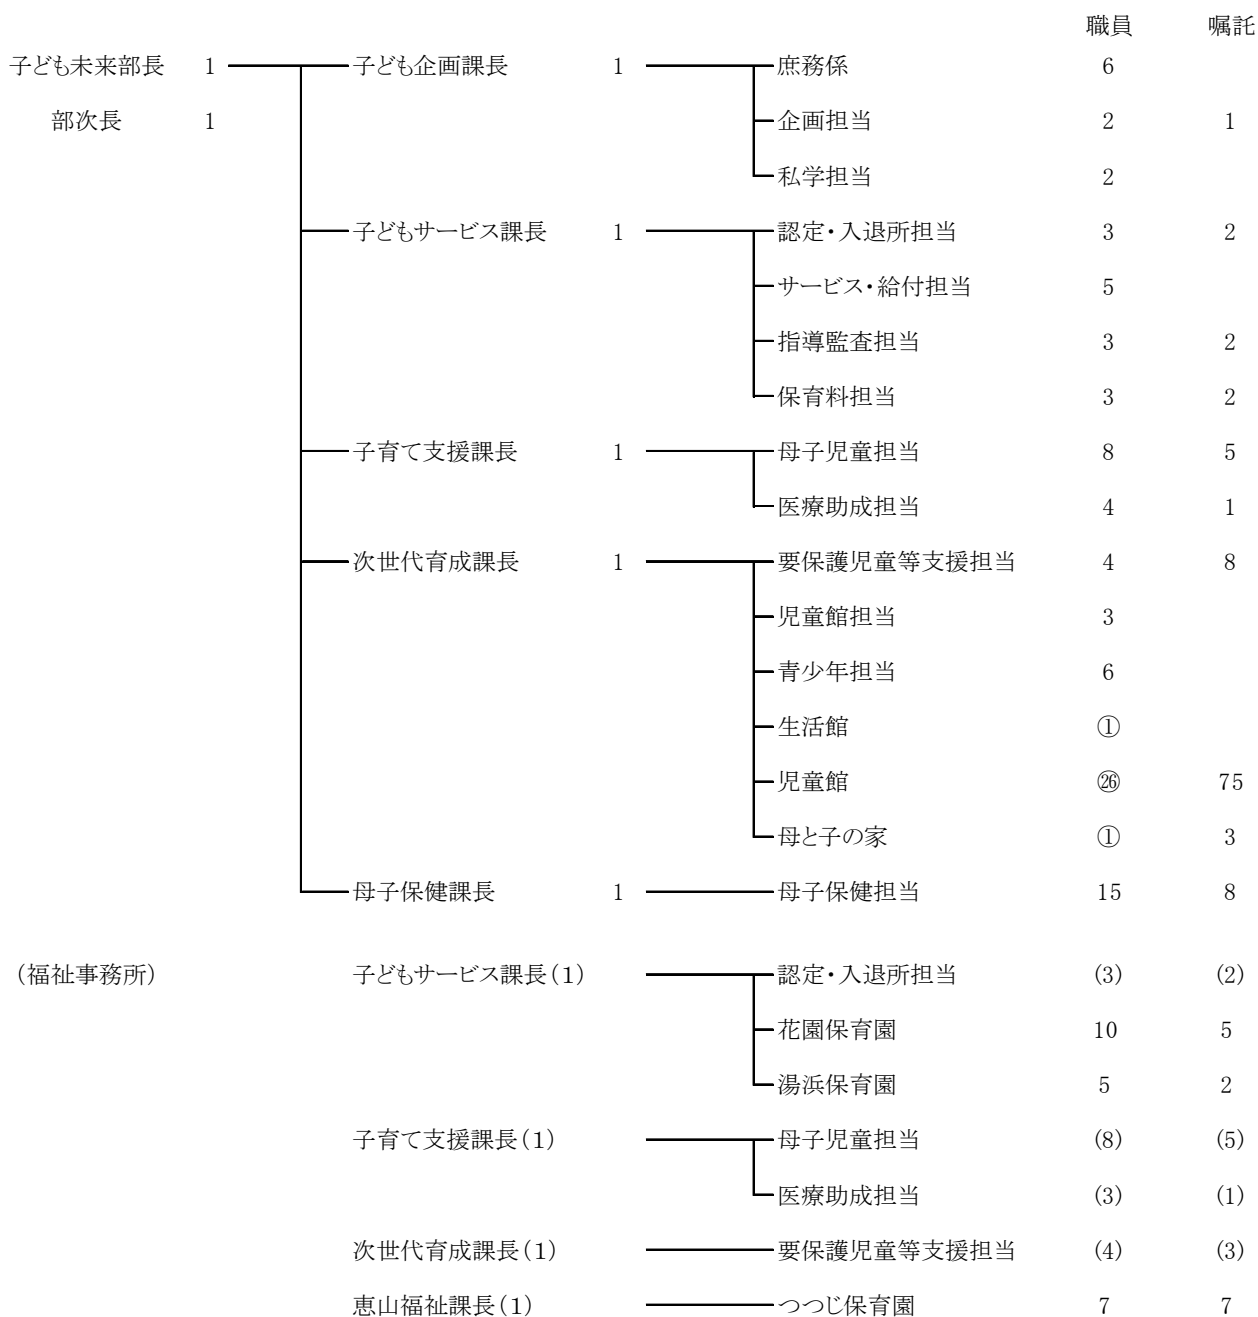 職員 嘱託
子ども未来部長 1 子ども企画課長 1 庶務係 6
部次長 1 企画担当 2 1
私学担当 2
子どもサービス課長 1 認定・入退所担当 3 2
サービス・給付担当 5
指導監査担当 3 2
保育料担当 3 2
子育て支援課長 1 母子児童担当 8 5
医療助成担当 4 1
次世代育成課長 1 要保護児童等支援担当 4 8
児童館担当 3
青少年担当 6
生活館 ①
児童館 ㉖ 75
母と子の家 ① 3
母子保健課長 1 母子保健担当 15 8
(福祉事務所) 子どもサービス課長(1) 認定・入退所担当 (3) (2)
花園保育園 10 5
湯浜保育園 5 2
子育て支援課長(1) 母子児童担当 (8) (5)
医療助成担当 (3) (1)
次世代育成課長(1) 要保護児童等支援担当 (4) (3)
恵山福祉課長(1) つつじ保育園 7 7